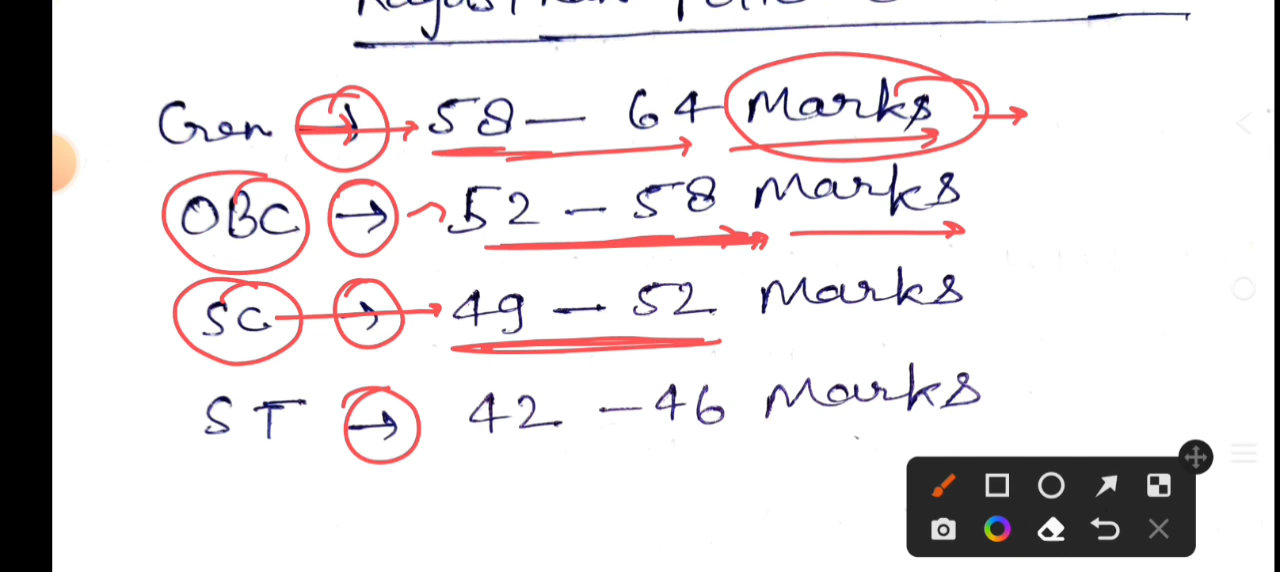 Gen → 58 – 64 Marks
OBC → 52 – 58 Marks
SC → 49 – 52 Marks
ST → 42 – 46 Marks